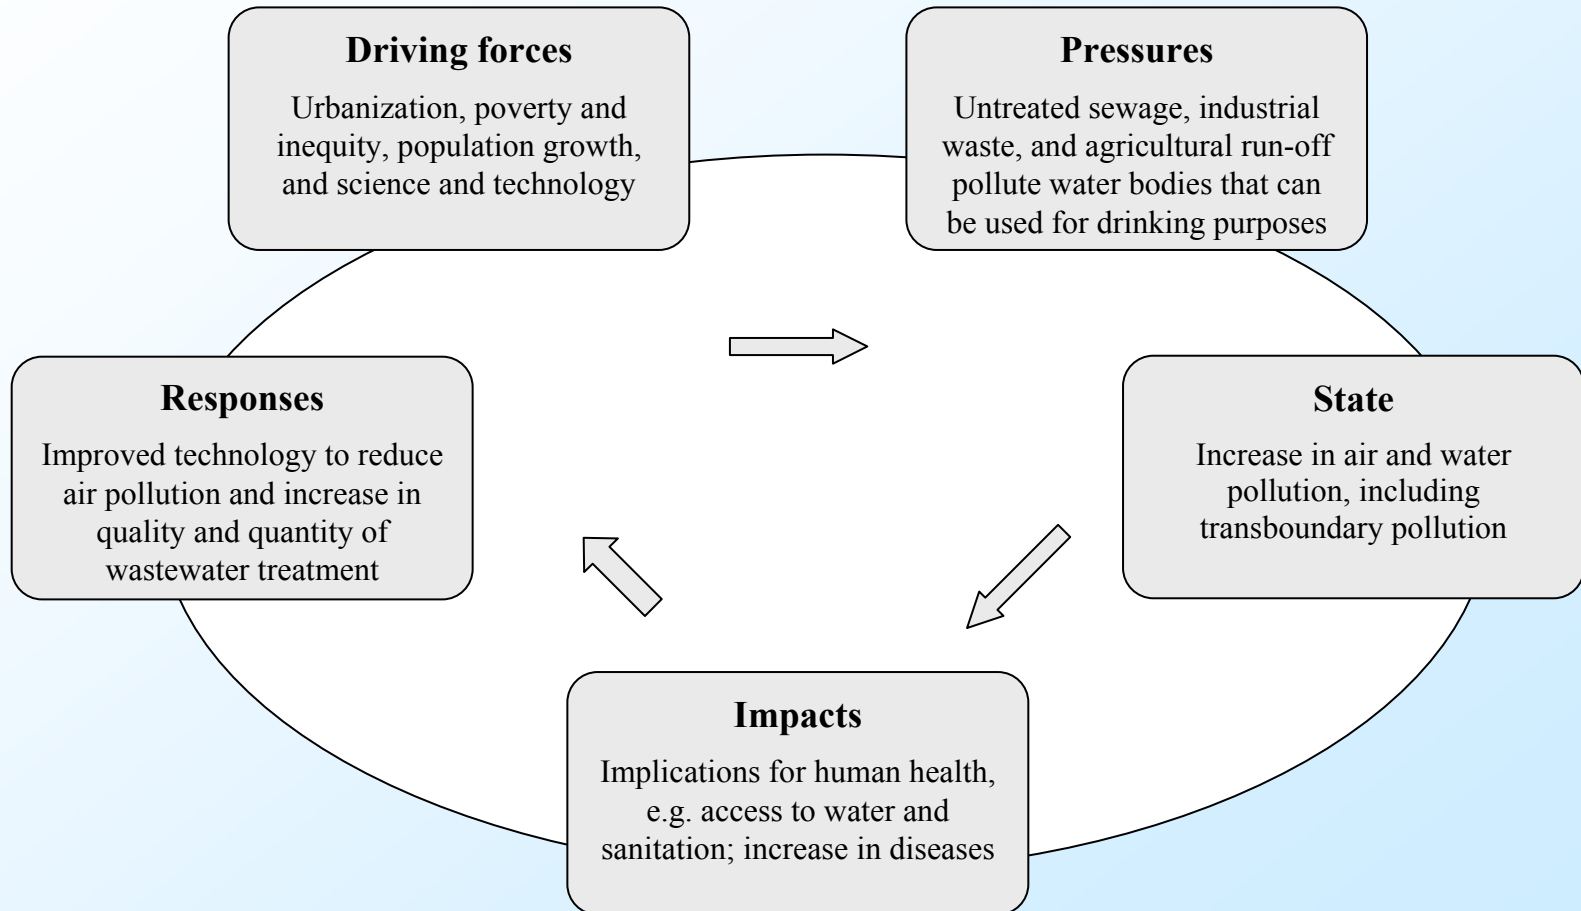 Driving forces
Urbanization, poverty and
inequity, population growth,
and science and technology
Pressures
Untreated sewage, industrial
waste, and agricultural run-off
pollute water bodies that can
be used for drinking purposes
Responses
Improved technology to reduce
air pollution and increase in
quality and quantity of
wastewater treatment
State
Increase in air and water
pollution, including
transboundary pollution
Impacts
Implications for human health,
e.g. access to water and
sanitation; increase in diseases